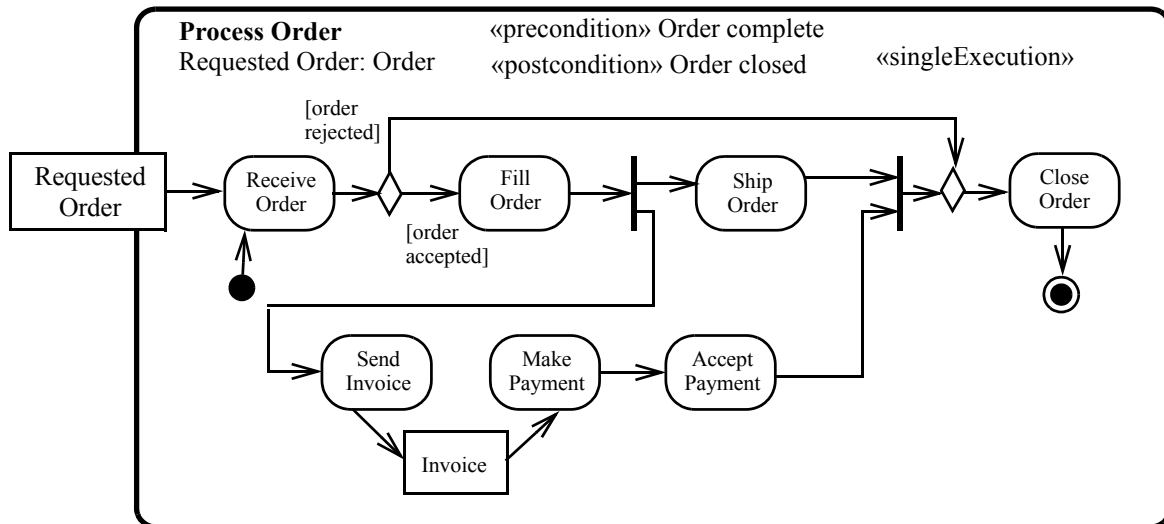 Process Order
«precondition» Order complete
Requested Order: Order
«postcondition» Order closed
«singleExecution»
[order
rejected]
Requested
Order
Receive
Order
Fill
Order
Ship
Order
Close
Order
[order
accepted]
Send
Invoice
Make
Payment
Accept
Payment
Invoice